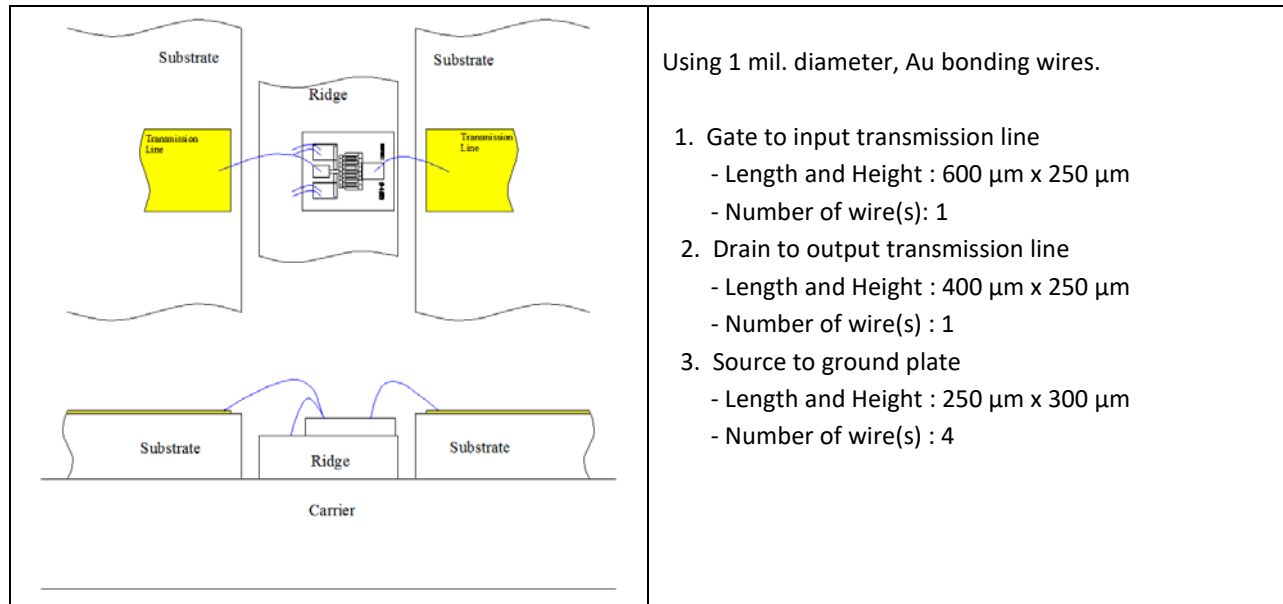 Substrate
Substrate
Ridge
Transmission
Line
Transmission
Line
Substrate
Ridge
Substrate
Carrier
Using 1 mil. diameter, Au bonding wires.
1. Gate to input transmission line
- Length and Height : 600 µm x 250 µm
- Number of wire(s): 1
2. Drain to output transmission line
- Length and Height : 400 µm x 250 µm
- Number of wire(s) : 1
3. Source to ground plate
- Length and Height : 250 µm x 300 µm
- Number of wire(s) : 4